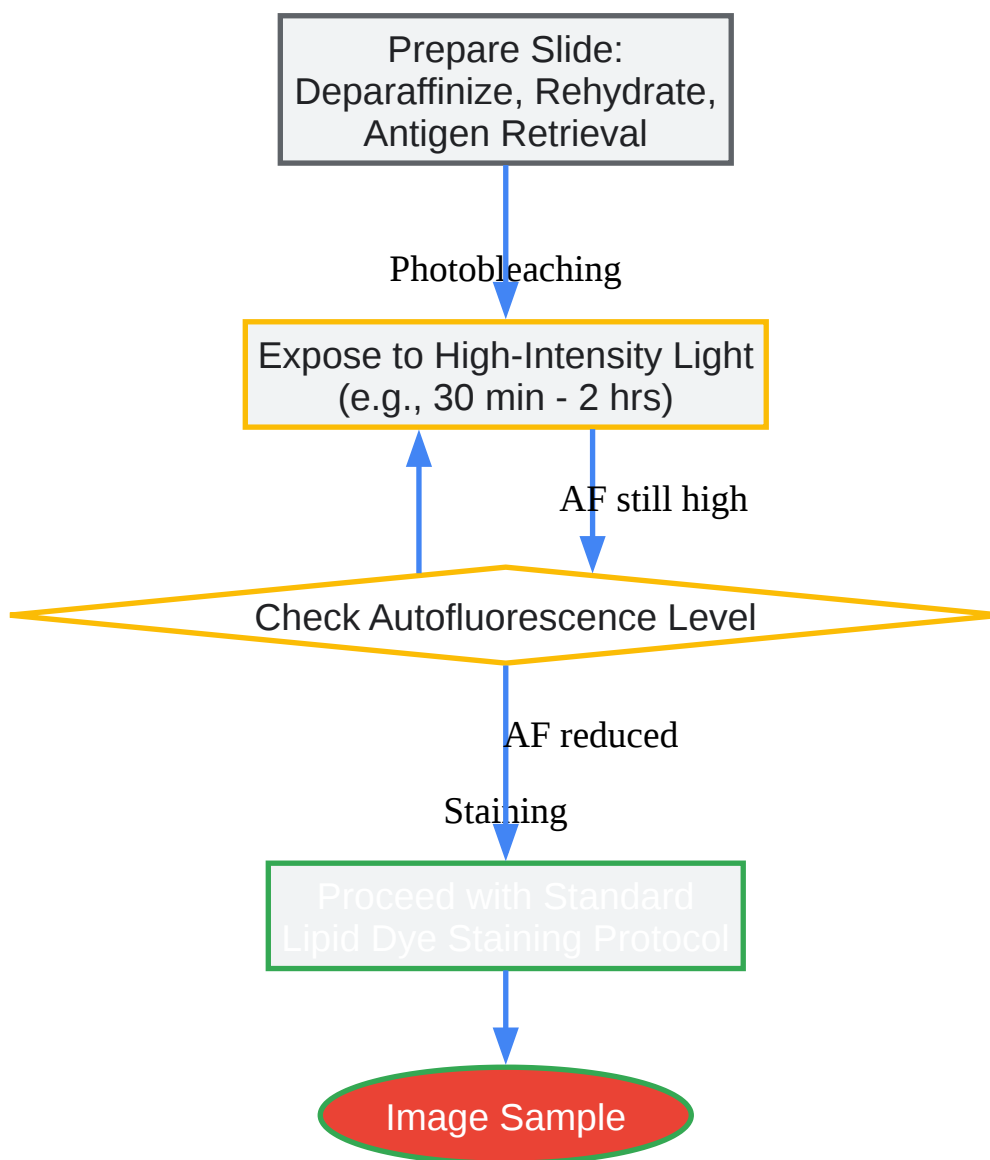 Prepare Slide:
Deparaffinize, Rehydrate,
Antigen Retrieval
Photobleaching
Expose to High-Intensity Light
(e.g., 30 min - 2 hrs)
AF still high
Check Autofluorescence Level
AF reduced
Staining
Proceed with Standard
Lipid Dye Staining Protocol
Image Sample